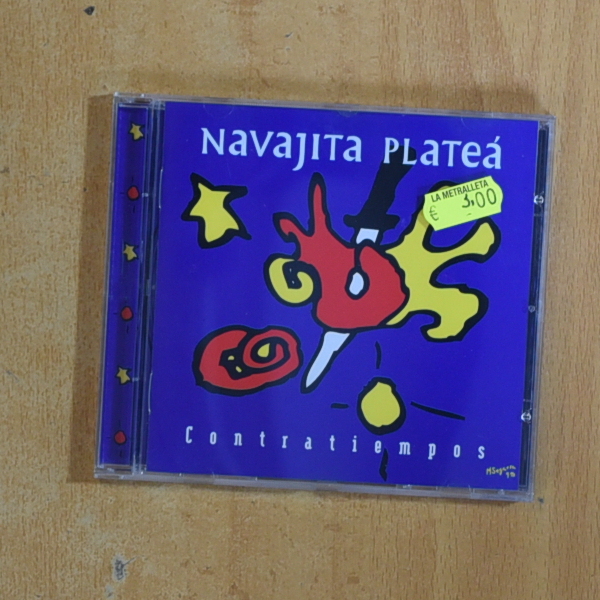 NAVAJITA PLATEÁ
LA METRALLETA
€ 3,00
Contratiempos